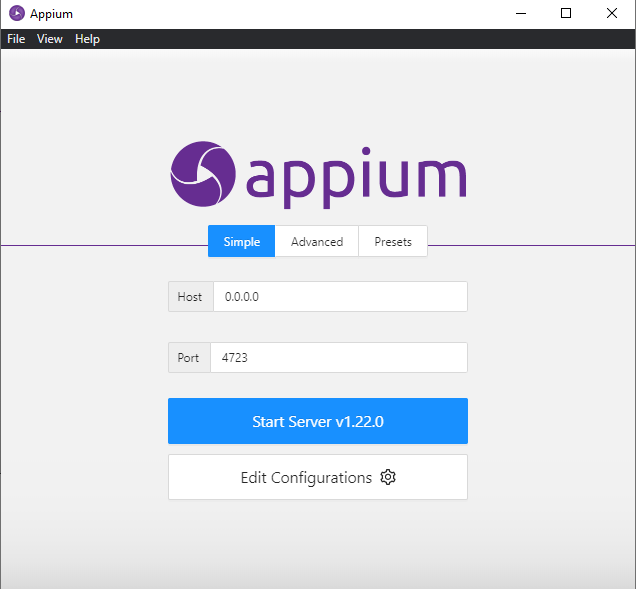 Appium
File View Help
appium
Simple Advanced Presets
Host 0.0.0.0
Port 4723
Start Server v1.22.0
Edit Configurations